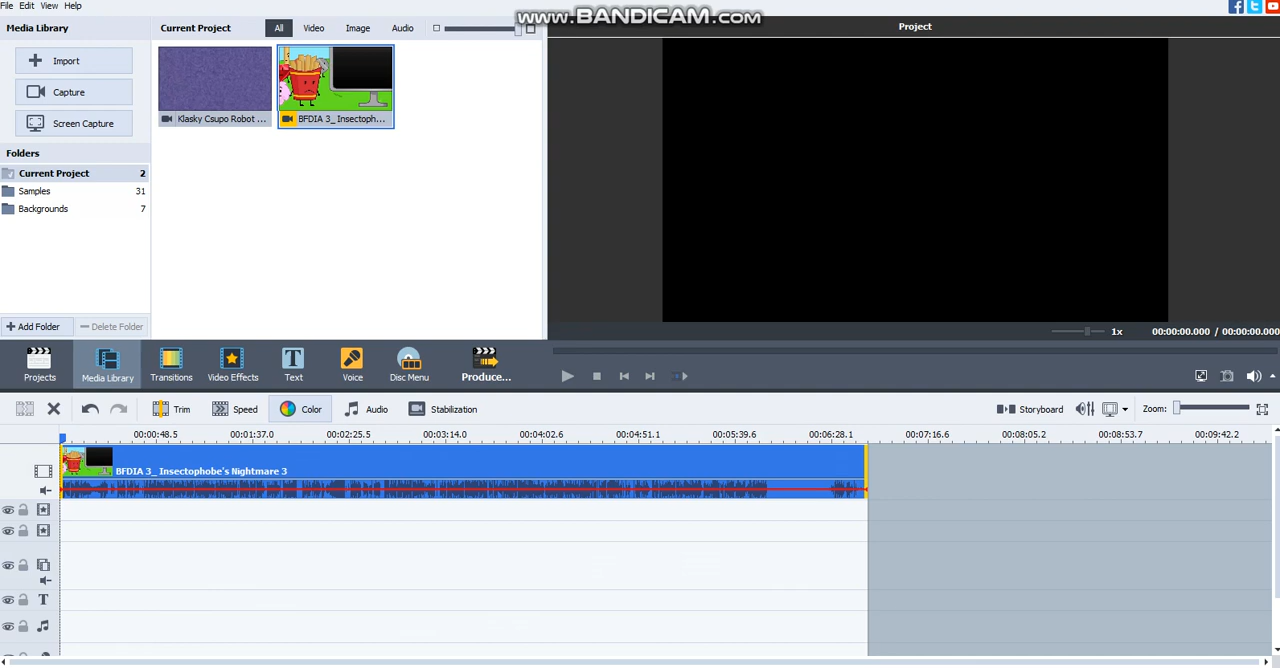 File Edit View Help
www.BANDICAM.com
Media Library
Current Project All Video Image Audio
Project
Import
Capture
Screen Capture
Klasky Csupo Robot ...
BFDIA 3_ Insectoph...
Folders
Current Project 2
Samples 31
Backgrounds 7
Add Folder Delete Folder
1x 00:00:00.000 / 00:00:00.000
Projects Media Library Transitions Video Effects Text Voice Disc Menu Produce...
Trim Speed Color Audio Stabilization Storyboard Zoom:
00:00:48.5 00:01:37.0 00:02:25.5 00:03:14.0 00:04:02.6 00:04:51.1 00:05:39.6 00:06:28.1 00:07:16.6 00:08:05.2 00:08:53.7 00:09:42.2
BFDIA 3_ Insectophobe's Nightmare 3